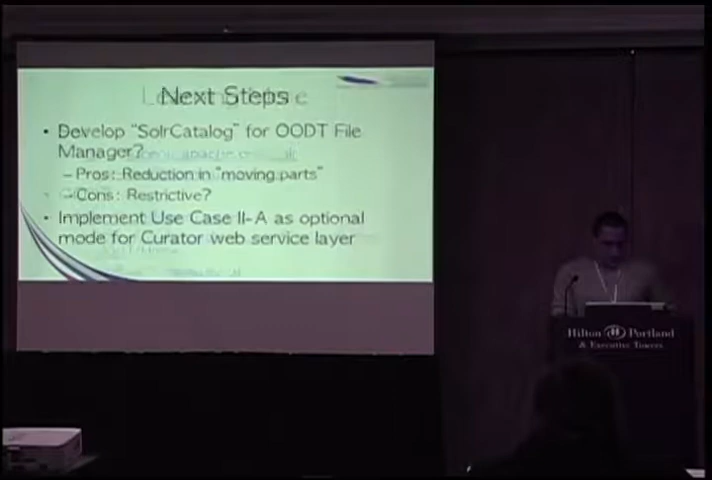 Next Steps
• Develop "SolrCatalog" for OODT File
Manager?
– Pros: Reduction in "moving parts"
– Cons: Restrictive?
• Implement Use Case II-A as optional
mode for Curator web service layer
Hilton Portland
& Executive Tower